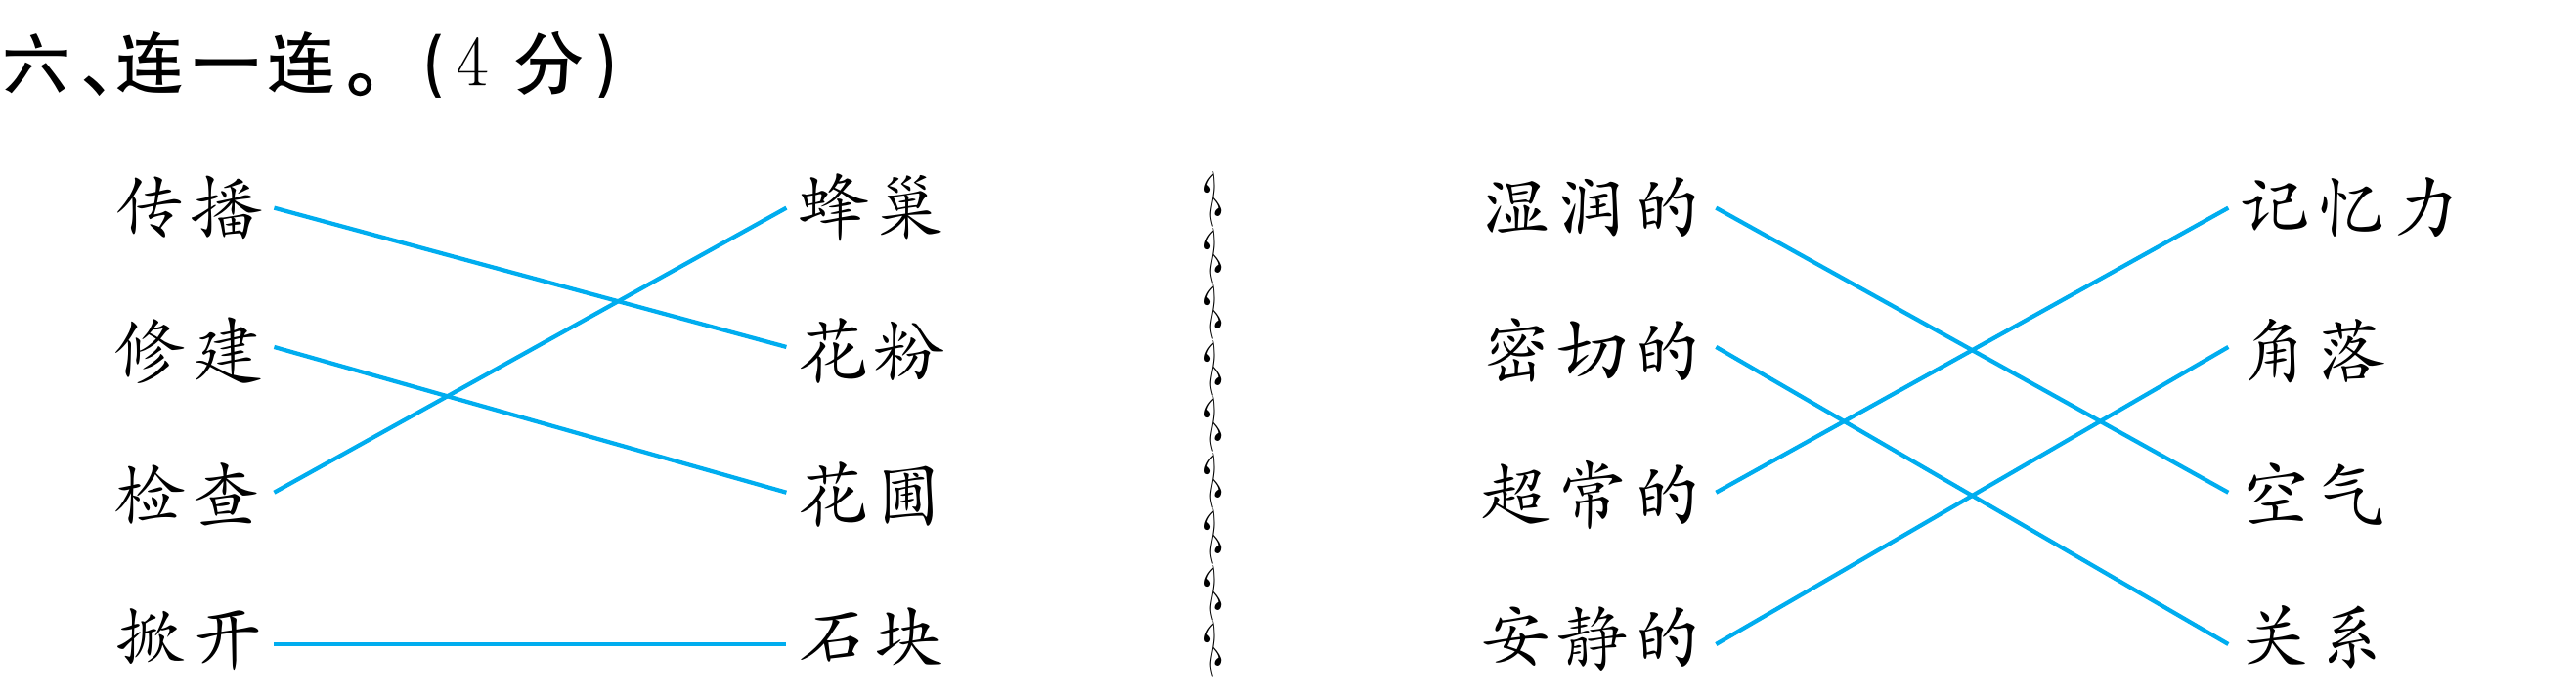 六、连一连。(4 分)
传播 蜂巢 湿润的 记忆力
修建 花粉 密切的 角落
检查 花圃 超常的 空气
掀开 石块 安静的 关系